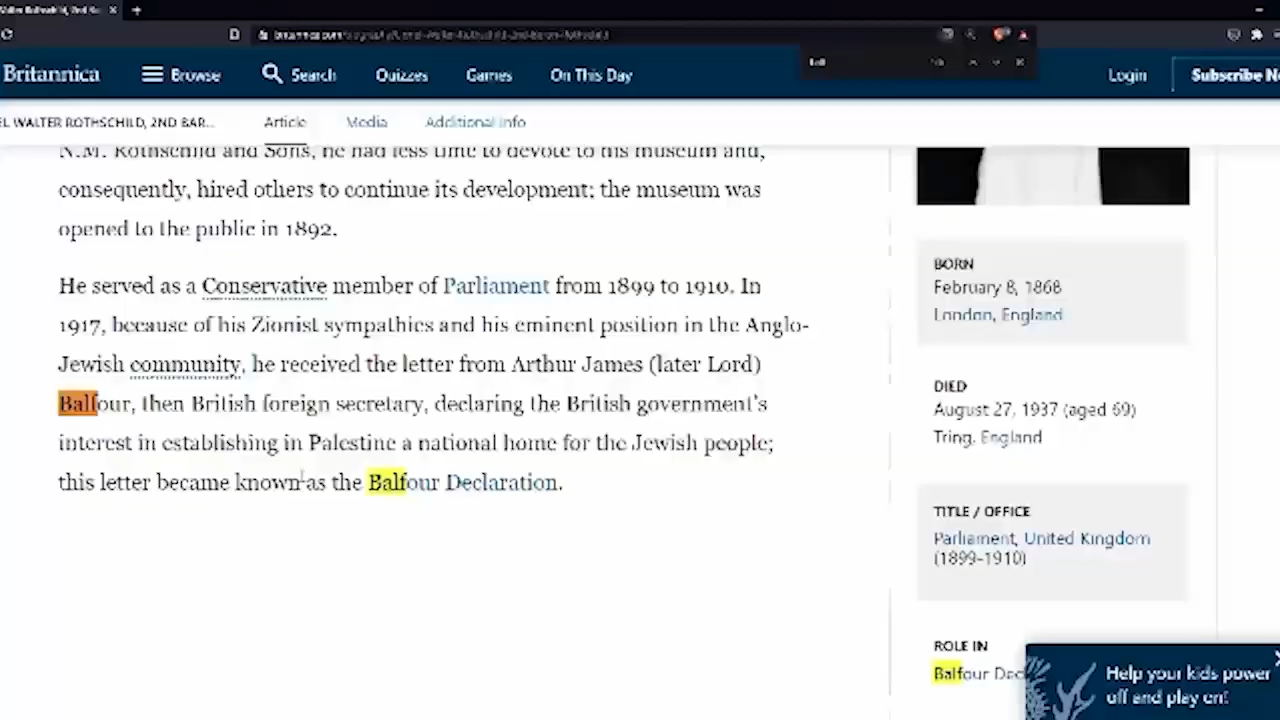 Britannica
Browse
Search
Quizzes
Games
On This Day
Login
Subscribe
EL WALTER ROTHSCHILD, 2ND BAR...
Article
Media
Additional Info
N.M. Rothschild and Sons, he had less time to devote to his museum and,
consequently, hired others to continue its development; the museum was
opened to the public in 1892.
He served as a Conservative member of Parliament from 1899 to 1910. In
1917, because of his Zionist sympathies and his eminent position in the Anglo-
Jewish community, he received the letter from Arthur James (later Lord)
Balfour, then British foreign secretary, declaring the British government's
interest in establishing in Palestine a national home for the Jewish people;
this letter became known as the Balfour Declaration.
BORN
February 8, 1868
London, England
DIED
August 27, 1937 (aged 69)
Tring, England
TITLE / OFFICE
Parliament, United Kingdom
(1899-1910)
ROLE IN
Balfour Decl
Help your kids power
off and play on!